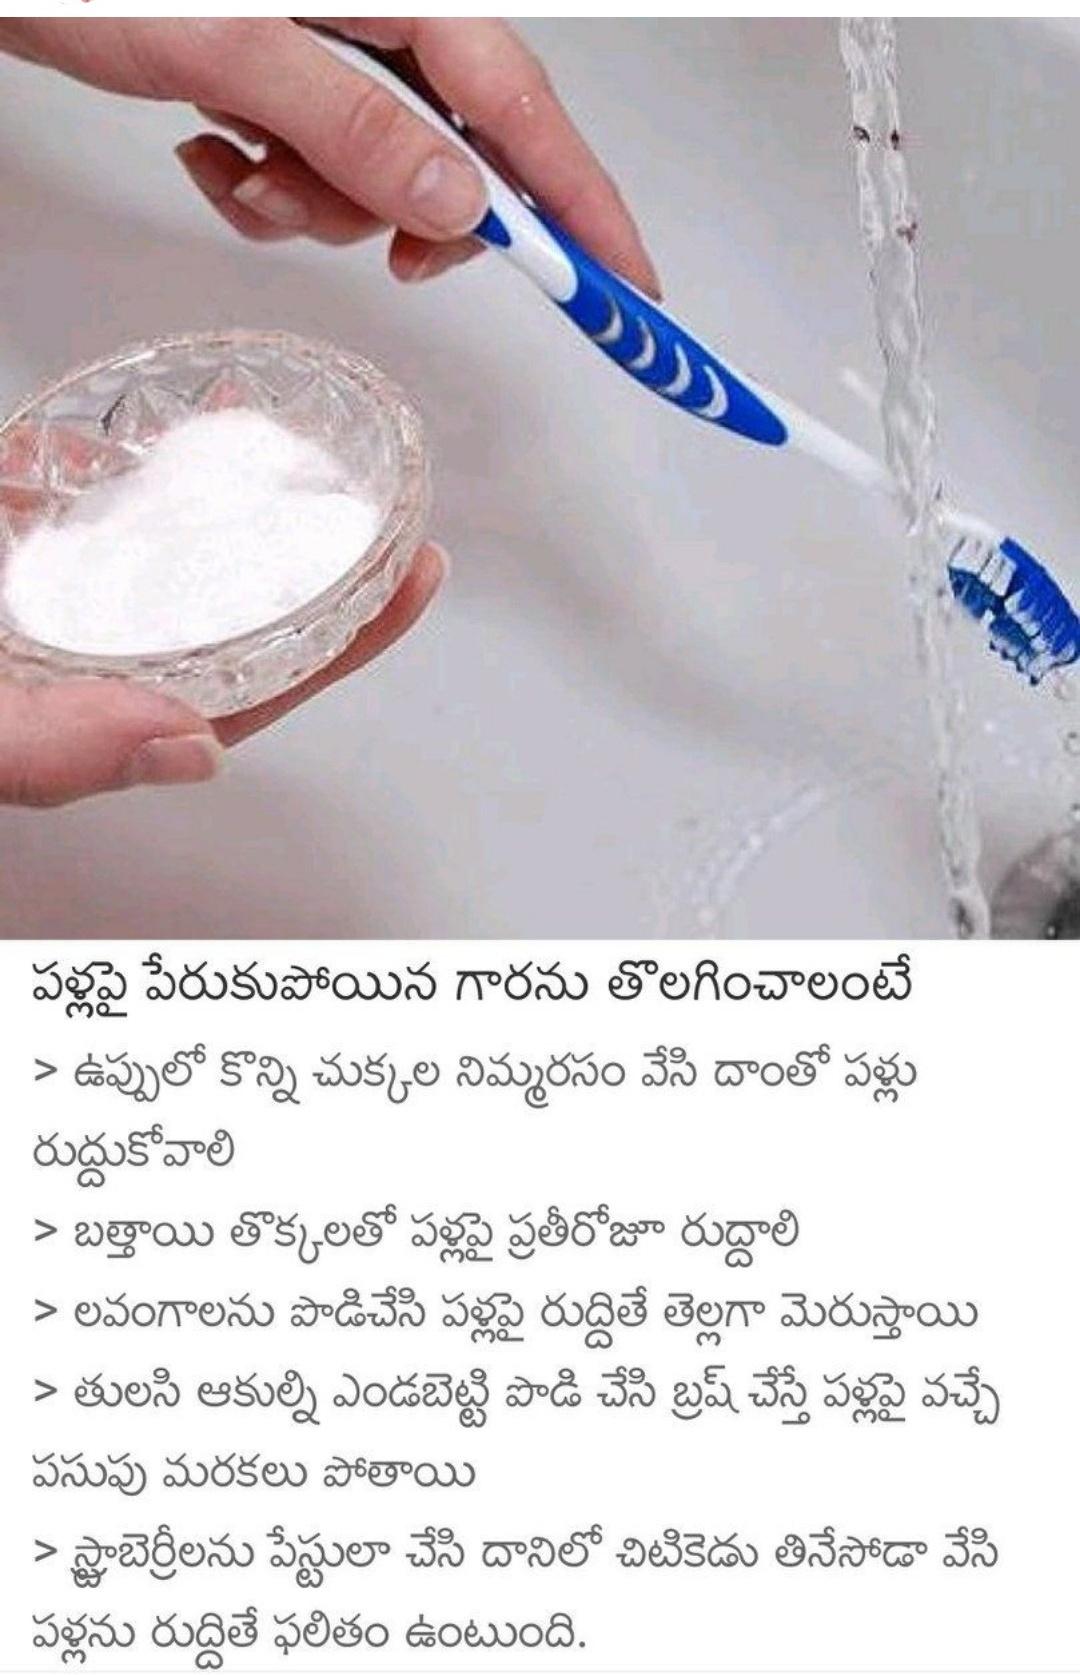 పళ్లపై పేరుకుపోయిన గారను తొలగించాలంటే
> ఉప్పులో కొన్ని చుక్కల నిమ్మరసం వేసి దాంతో పళ్లు
రుద్దుకోవాలి
> బత్తాయి తొక్కలతో పళ్లపై ప్రతీరోజూ రుద్దాలి
> లవంగాలను పొడిచేసి పళ్లపై రుద్దితే తెల్లగా మెరుస్తాయి
> తులసి ఆకుల్ని ఎండబెట్టి పొడి చేసి బ్రష్ చేస్తే పళ్లపై వచ్చే
పసుపు మరకలు పోతాయి
> స్ట్రాబెర్రీలను పేస్టులా చేసి దానిలో చిటికెడు తినేసోడా వేసి
పళ్లను రుద్దితే ఫలితం ఉంటుంది.